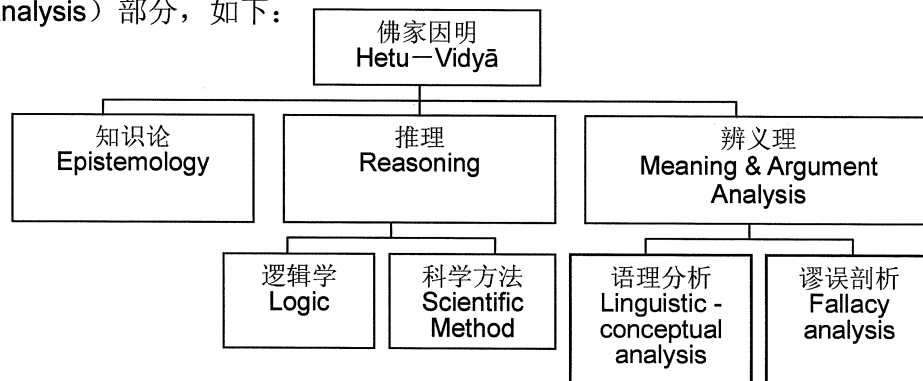 nalysis）部分，如下：
佛家因明
Hetu－Vidyā
知识论
Epistemology
推理
Reasoning
辨义理
Meaning & Argument
Analysis
逻辑学
Logic
科学方法
Scientific
Method
语理分析
Linguistic -
conceptual
analysis
谬误剖析
Fallacy
analysis